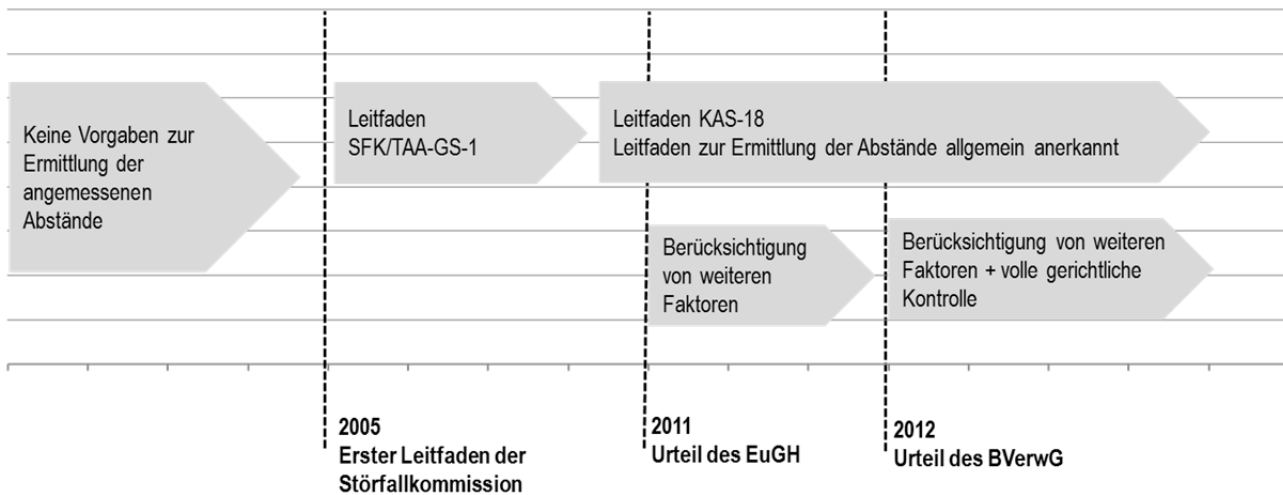 Keine Vorgaben zur
Ermittlung der
angemessenen
Abstände
Leitfaden
SFK/TAA-GS-1
Leitfaden KAS-18
Leitfaden zur Ermittlung der Abstände allgemein anerkannt
Berücksichtigung
von weiteren
Faktoren
Berücksichtigung von weiteren
Faktoren + volle gerichtliche
Kontrolle
2005
Erster Leitfaden der
Störfallkommission
2011
Urteil des EuGH
2012
Urteil des BVerwG